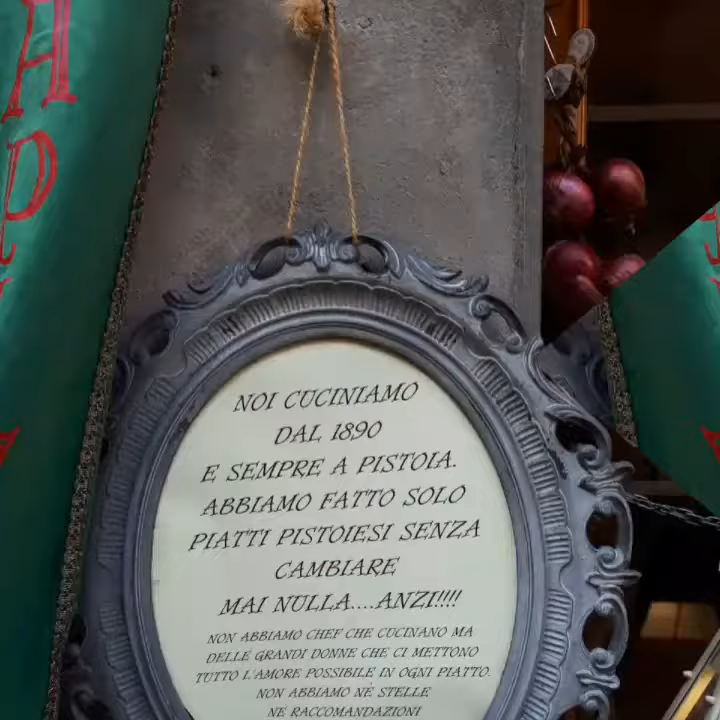 NOI CUCINIAMO
DAL 1890
E SEMPRE A PISTOIA.
ABBIAMO FATTO SOLO
PIATTI PISTOIESI SENZA
CAMBIARE
MAI NULLA....ANZI!!!!
NON ABBIAMO CHEF CHE CUCINANO MA
DELLE GRANDI DONNE CHE CI METTONO
TUTTO L'AMORE POSSIBILE IN OGNI PIATTO.
NON ABBIAMO NÉ STELLE
NE RACCOMANDAZIONI